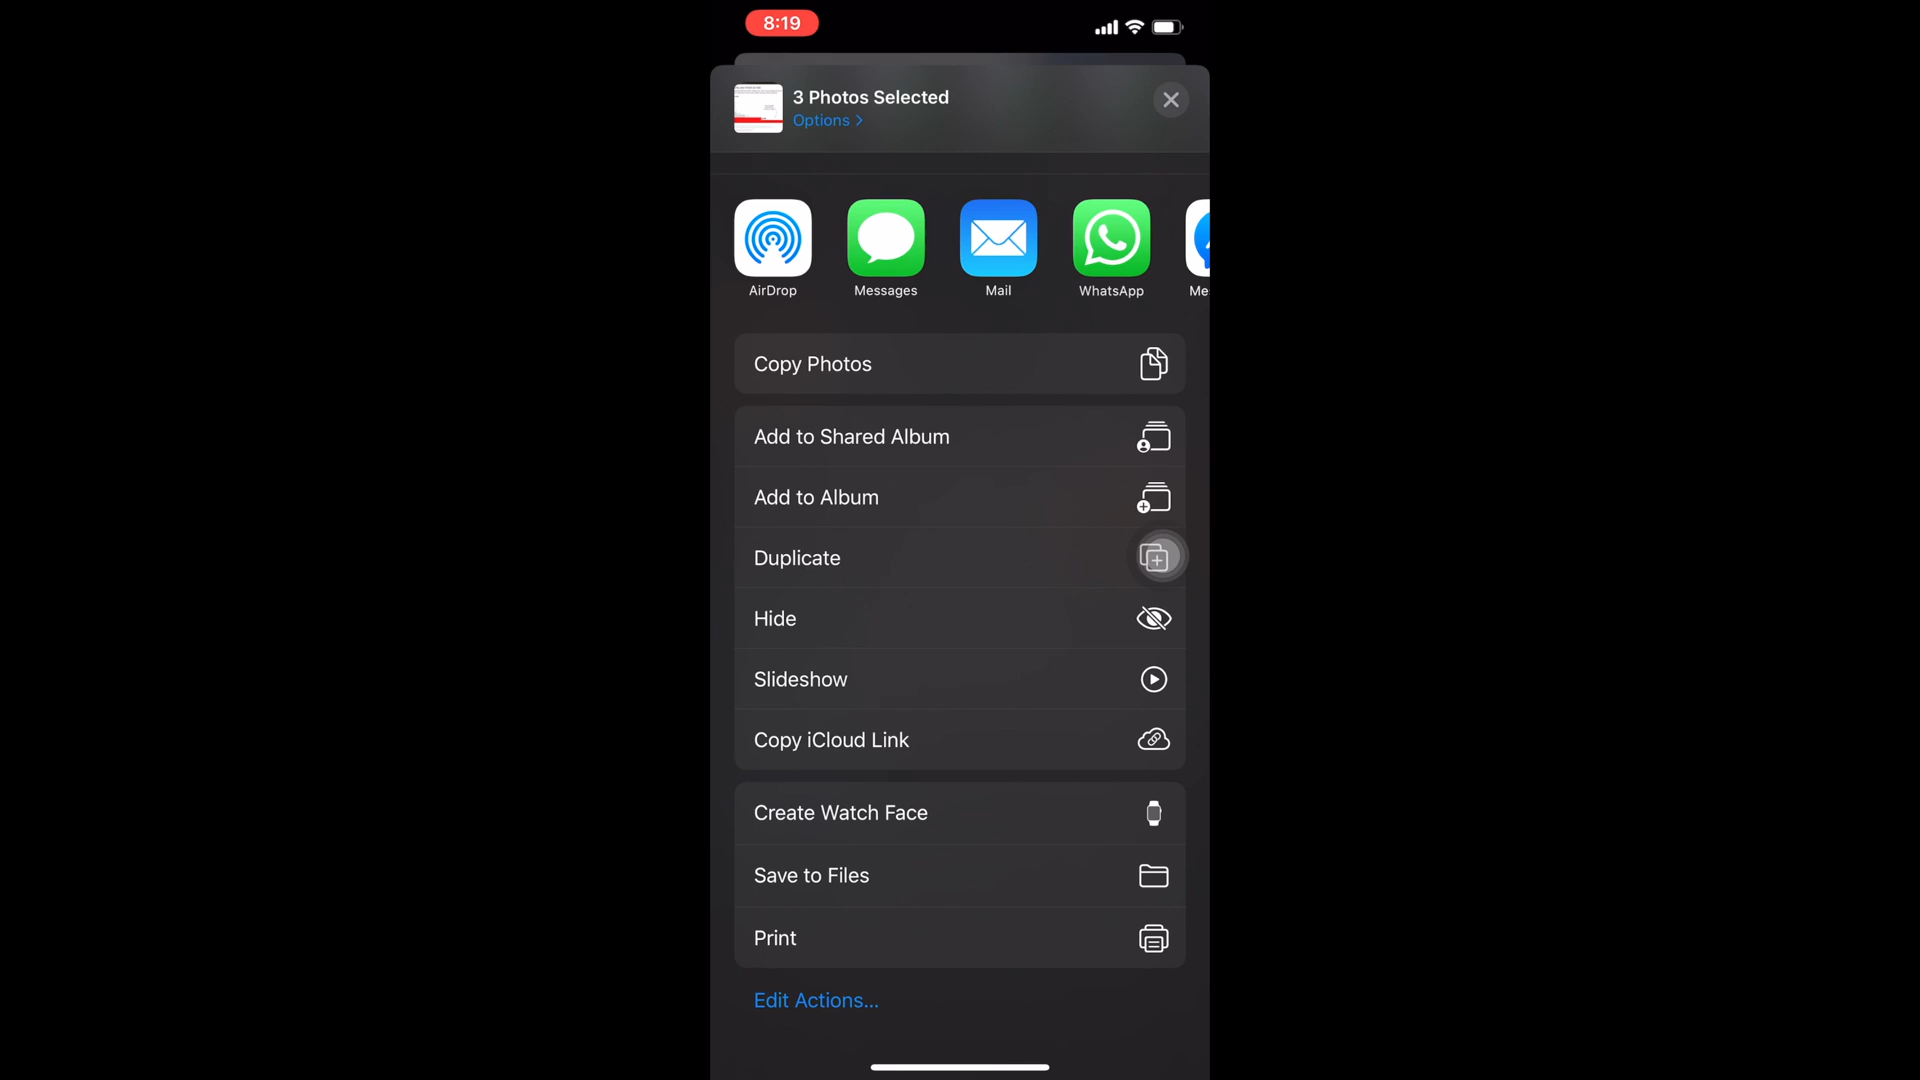 8:19
3 Photos Selected
Options
AirDrop
Messages
Mail
WhatsApp
Me
Copy Photos
Add to Shared Album
Add to Album
Duplicate
Hide
Slideshow
Copy iCloud Link
Create Watch Face
Save to Files
Print
Edit Actions...